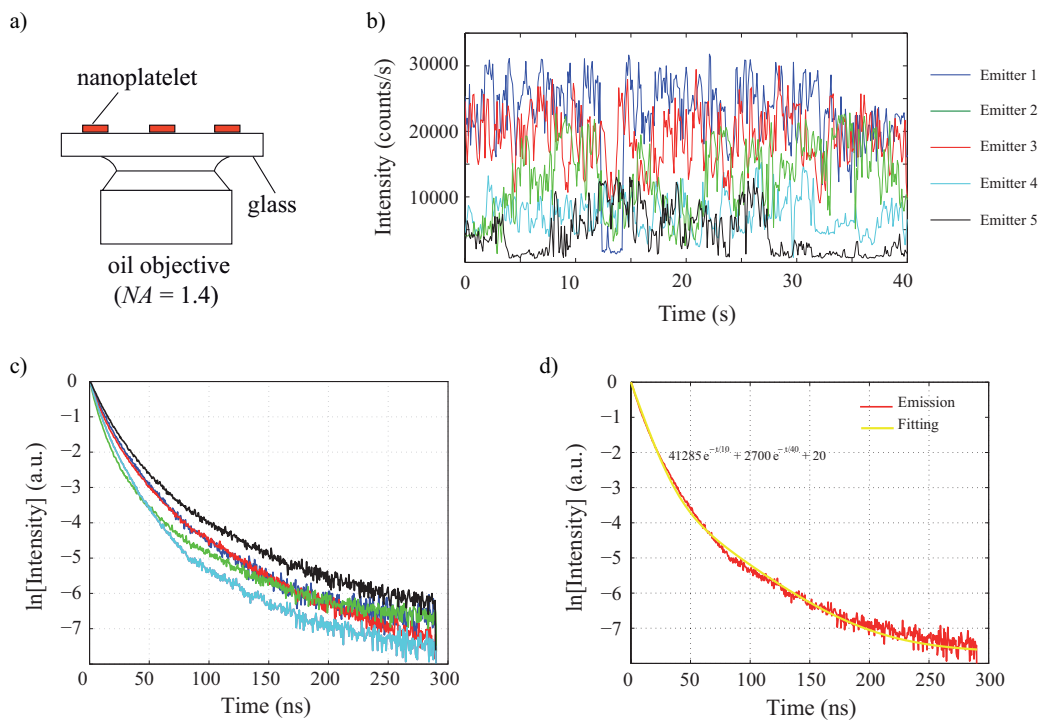 a)
nanoplatelet
glass
oil objective
(NA = 1.4)
b)
Intensity (counts/s)
30000
20000
10000
0
10
20
30
40
Time (s)
Emitter 1
Emitter 2
Emitter 3
Emitter 4
Emitter 5
c)
ln[Intensity] (a.u.)
0
−1
−2
−3
−4
−5
−6
−7
0
50
100
150
200
250
300
Time (ns)
d)
ln[Intensity] (a.u.)
0
−1
−2
−3
−4
−5
−6
−7
−8
0
50
100
150
200
250
300
Time (ns)
Emission
Fitting
41285 e^{−t/10} + 2700 e^{−t/40} + 20